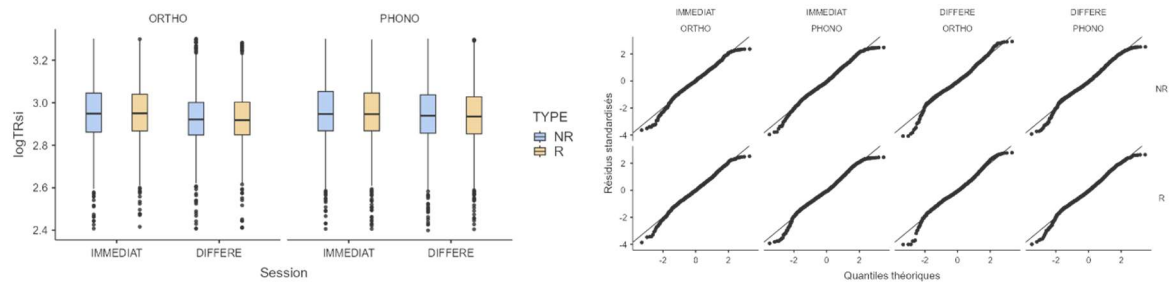 ORTHO
PHONO
3.2
3.0
2.8
2.6
2.4
logTRsi
IMMEDIAT
DIFFERE
IMMEDIAT
DIFFERE
Session
TYPE
NR
R
IMMEDIAT
IMMEDIAT
DIFFERE
DIFFERE
ORTHO
PHONO
ORTHO
PHONO
2
0
-2
-4
NR
2
0
-2
-4
R
Résidus standardisés
-2
0
2
-2
0
2
-2
0
2
-2
0
2
Quantiles théoriques